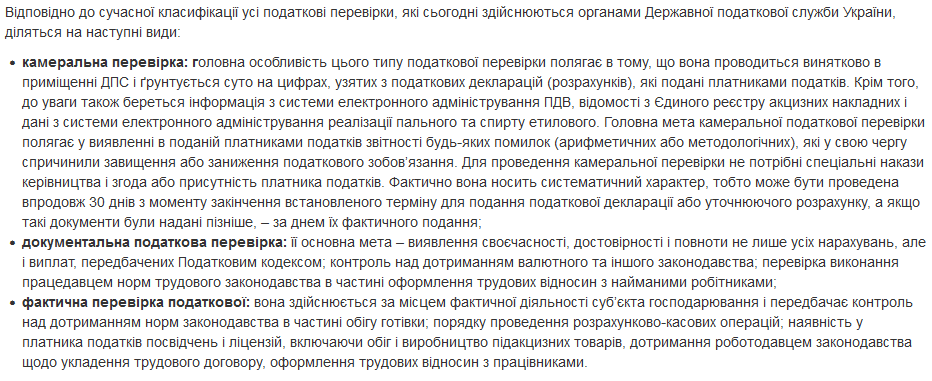 Відповідно до сучасної класифікації усі податкові перевірки, які сьогодні здійснюються органами Державної податкової служби України,
діляться на наступні види:
• камеральна перевірка: головна особливість цього типу податкової перевірки полягає в тому, що вона проводиться винятково в
приміщенні ДПС і ґрунтується суто на цифрах, узятих з податкових декларацій (розрахунків), які подані платниками податків. Крім того,
до уваги також береться інформація з системи електронного адміністрування ПДВ, відомості з Єдиного реєстру акцизних накладних і
дані з системи електронного адміністрування реалізації пального та спирту етилового. Головна мета камеральної податкової перевірки
полягає у виявленні в поданій платниками податків звітності будь-яких помилок (арифметичних або методологічних), які у свою чергу
спричинили завищення або заниження податкового зобов’язання. Для проведення камеральної перевірки не потрібні спеціальні накази
керівництва і згода або присутність платника податків. Фактично вона носить систематичний характер, тобто може бути проведена
впродовж 30 днів з моменту закінчення встановленого терміну для подання податкової декларації або уточнюючого розрахунку, а якщо
такі документи були надані пізніше, – за днем їх фактичного подання;
• документальна податкова перевірка: її основна мета – виявлення своєчасності, достовірності і повноти не лише усіх нарахувань, але
і виплат, передбачених Податковим кодексом; контроль над дотриманням валютного та іншого законодавства; перевірка виконання
працедавцем норм трудового законодавства в частині оформлення трудових відносин з найманими робітниками;
• фактична перевірка податкової: вона здійснюється за місцем фактичної діяльності суб’єкта господарювання і передбачає контроль
над дотриманням норм законодавства в частині обігу готівки; порядку проведення розрахунково-касових операцій; наявність у
платника податків посвідчень і ліцензій, включаючи обіг і виробництво підакцизних товарів, дотримання роботодавцем законодавства
щодо укладення трудового договору, оформлення трудових відносин з працівниками.